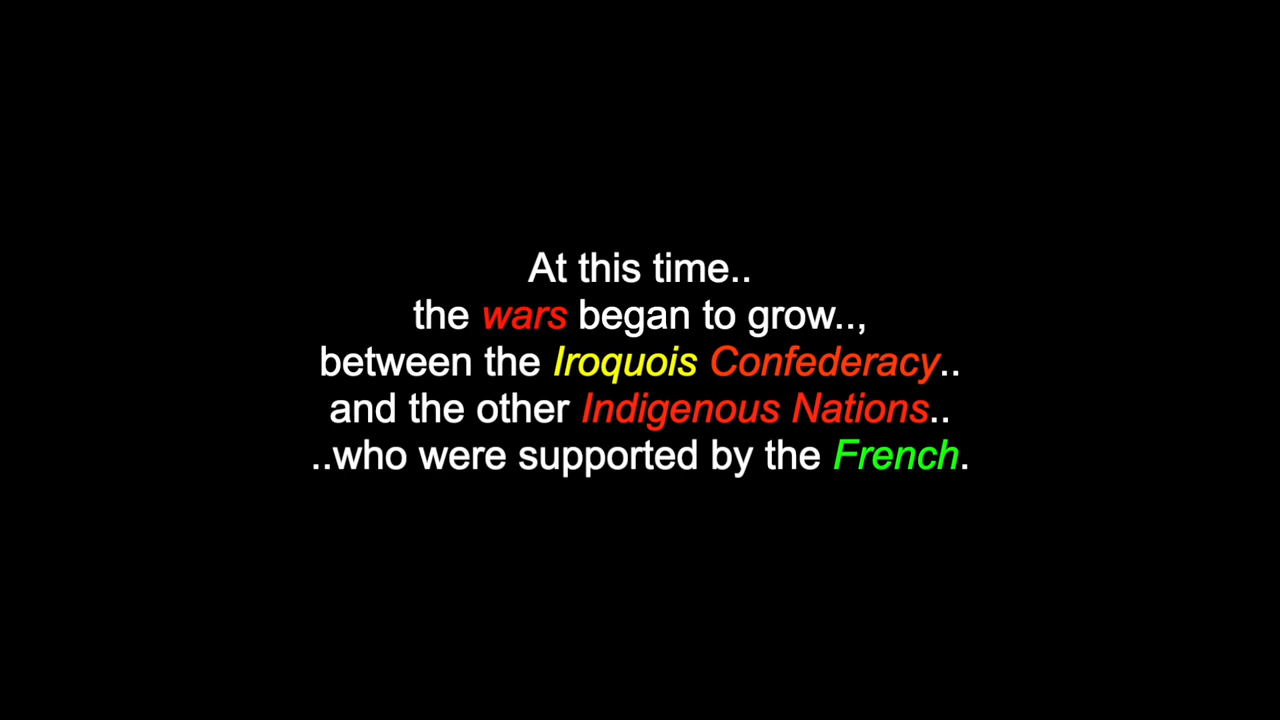 At this time..
the wars began to grow..,
between the Iroquois Confederacy..
and the other Indigenous Nations..
..who were supported by the French.